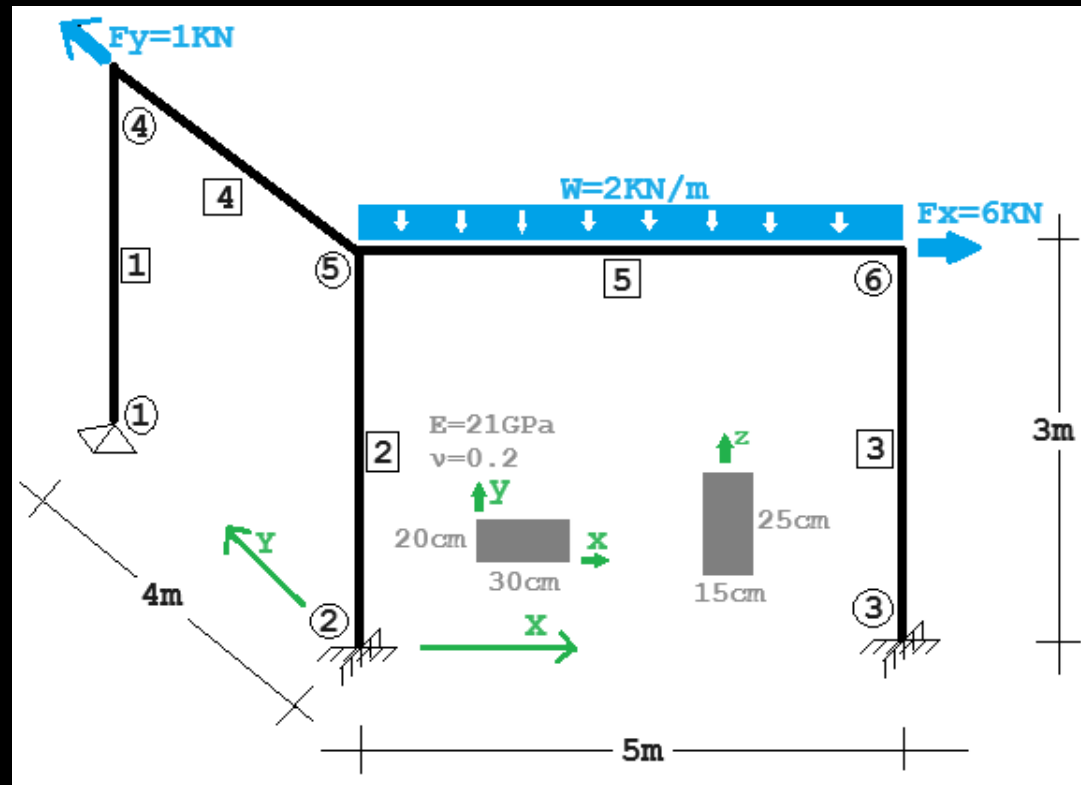 Fy=1KN
4
4
W=2KN/m
Fx=6KN
1
5
5
6
1
E=21GPa
ν=0.2
2
3
3m
z
y
20cm
x
25cm
30cm
15cm
Y
4m
2
X
3
5m